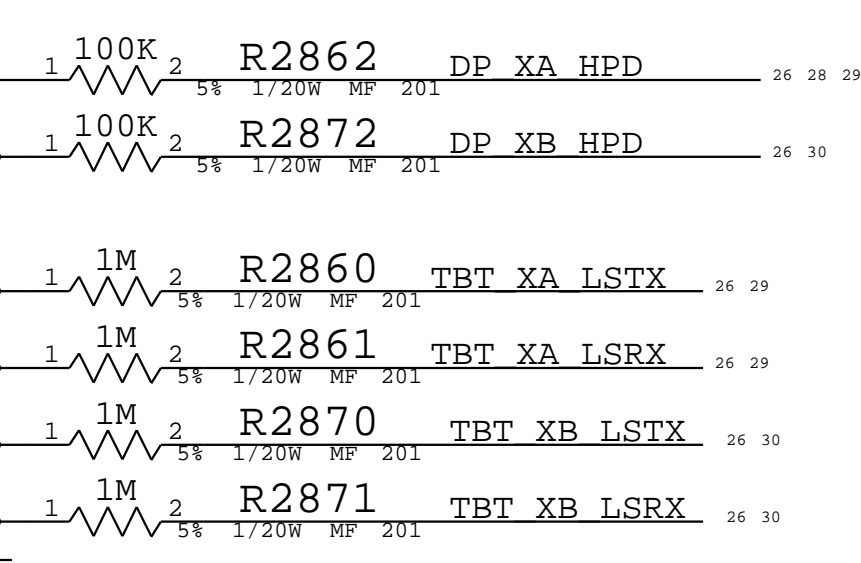 100K
1 2 R2862 DP_XA_HPD 26 28 29
5% 1/20W MF 201
100K
1 2 R2872 DP_XB_HPD 26 30
5% 1/20W MF 201
1M
1 2 R2860 TBT_XA_LSTX 26 29
5% 1/20W MF 201
1M
1 2 R2861 TBT_XA_LSRX 26 29
5% 1/20W MF 201
1M
1 2 R2870 TBT_XB_LSTX 26 30
5% 1/20W MF 201
1M
1 2 R2871 TBT_XB_LSRX 26 30
5% 1/20W MF 201